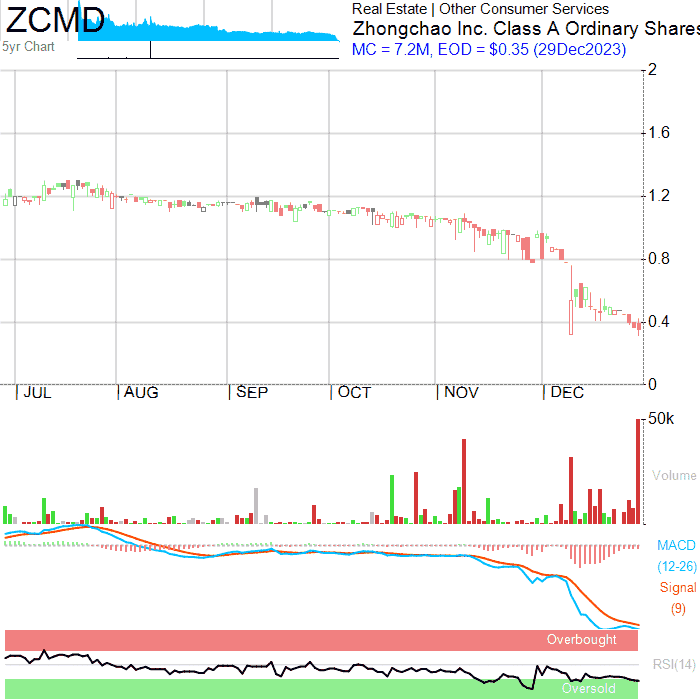 ZCMD
5yr Chart
Real Estate | Other Consumer Services
Zhongchao Inc. Class A Ordinary Shares
MC = 7.2M, EOD = $0.35 (29Dec2023)
2
1.6
1.2
0.8
0.4
0
JUL AUG SEP OCT NOV DEC
50k
Volume
MACD
(12-26)
Signal
(9)
Overbought
RSI(14)
Oversold